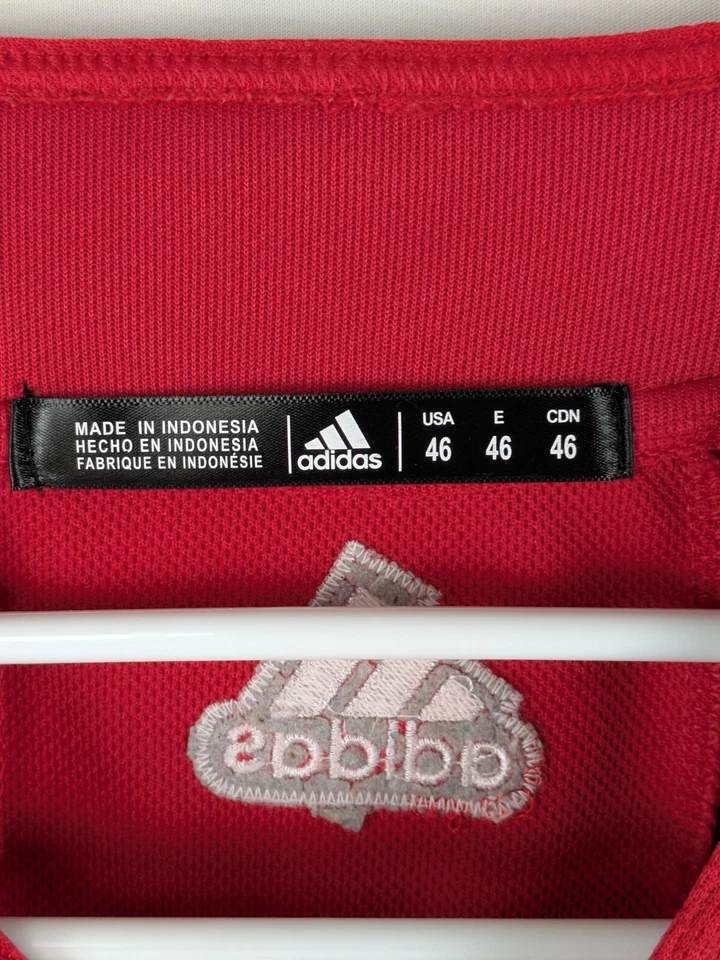 MADE IN INDONESIA
HECHO EN INDONESIA
FABRIQUE EN INDONÉSIE
adidas
USA E CDN
46 46 46
adidas